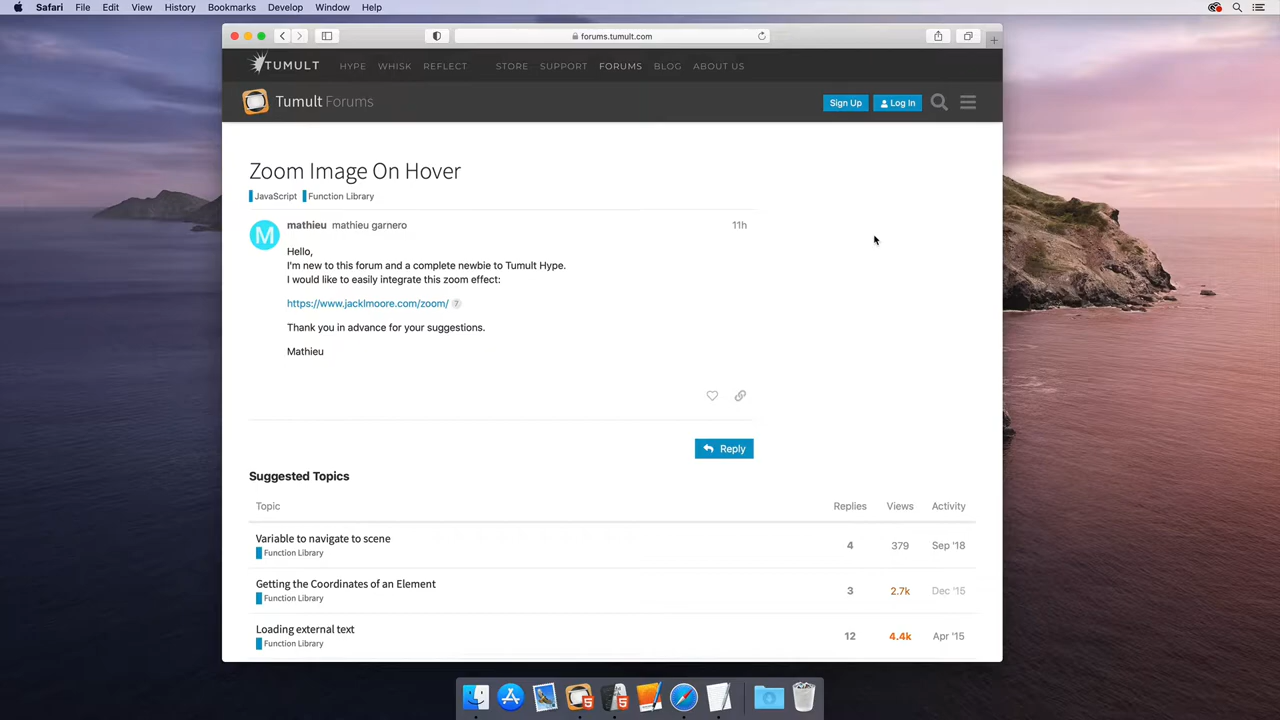 Safari File Edit View History Bookmarks Develop Window Help
forums.tumult.com
TUMULT HYPE WHISK REFLECT STORE SUPPORT FORUMS BLOG ABOUT US
Tumult Forums Sign Up Log In
Zoom Image On Hover
JavaScript Function Library
M mathieu mathieu garnero 11h
Hello,
I'm new to this forum and a complete newbie to Tumult Hype.
I would like to easily integrate this zoom effect:
https://www.jacklmoore.com/zoom/ ?
Thank you in advance for your suggestions.
Mathieu
Reply
Suggested Topics
Topic Replies Views Activity
Variable to navigate to scene 4 379 Sep '18
Function Library
Getting the Coordinates of an Element 3 2.7k Dec '15
Function Library
Loading external text 12 4.4k Apr '15
Function Library